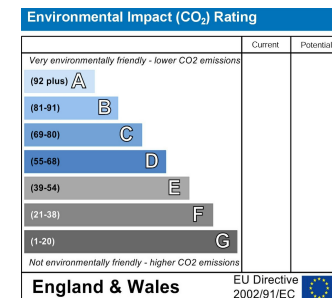 Environmental Impact (CO₂) Rating
Current Potential
Very environmentally friendly - lower CO2 emissions
(92 plus) A
(81-91) B
(69-80) C
(55-68) D
(39-54) E
(21-38) F
(1-20) G
Not environmentally friendly - higher CO2 emissions
England & Wales
EU Directive
2002/91/EC